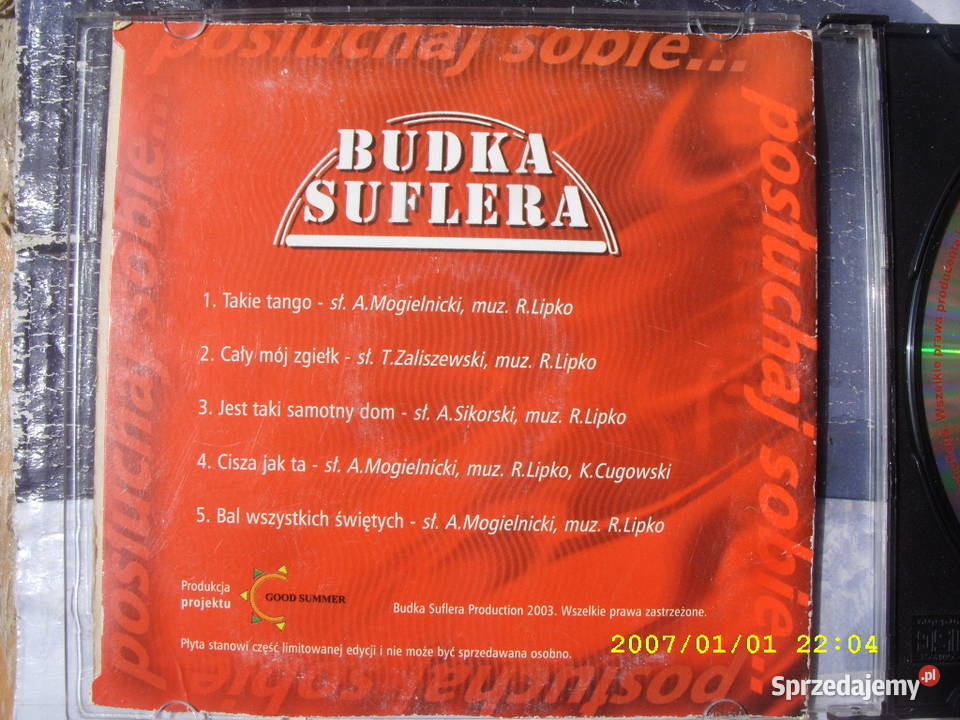 posłuchaj sobie...
posłuchaj sobie...
posłuchaj sobie...
posłuchaj sobie...
BUDKA
SUFLERA
1. Takie tango - sł. A.Mogielnicki, muz. R.Lipko
2. Cały mój zgiełk - sł. T.Zaliszewski, muz. R.Lipko
3. Jest taki samotny dom - sł. A.Sikorski, muz. R.Lipko
4. Cisza jak ta - sł. A.Mogielnicki, muz. R.Lipko, K.Cugowski
5. Bal wszystkich świętych - sł. A.Mogielnicki, muz. R.Lipko
Produkcja
projektu
GOOD SUMMER
Budka Suflera Production 2003. Wszelkie prawa zastrzeżone.
Płyta stanowi część limitowanej edycji i nie może być sprzedawana osobno.
Wszelkie prawa
2007/01/01 22:04
Sprzedajemy.pl